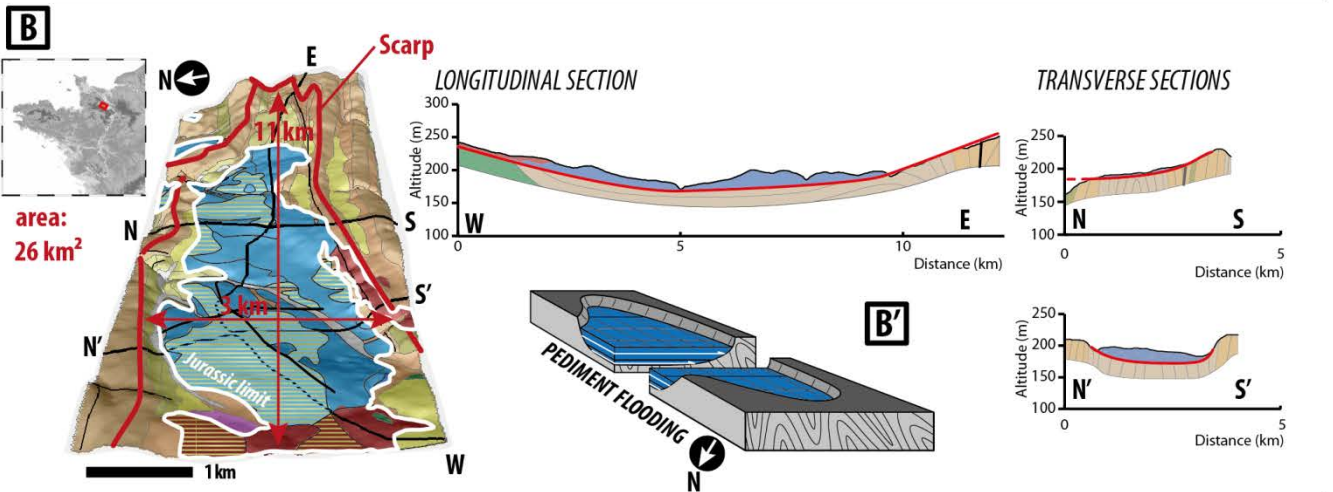 B
N
E
Scarp
11 km
area:
26 km²
N
S
3 km
S'
N'
Jurassic limit
W
1 km
LONGITUDINAL SECTION
300
250
200
150
100
Altitude (m)
W
E
0
5
10
Distance (km)
TRANSVERSE SECTIONS
250
200
150
100
Altitude (m)
N
S
0
5
Distance (km)
B'
PEDIMENT FLOODING
N
250
200
150
100
Altitude (m)
N'
S'
0
5
Distance (km)